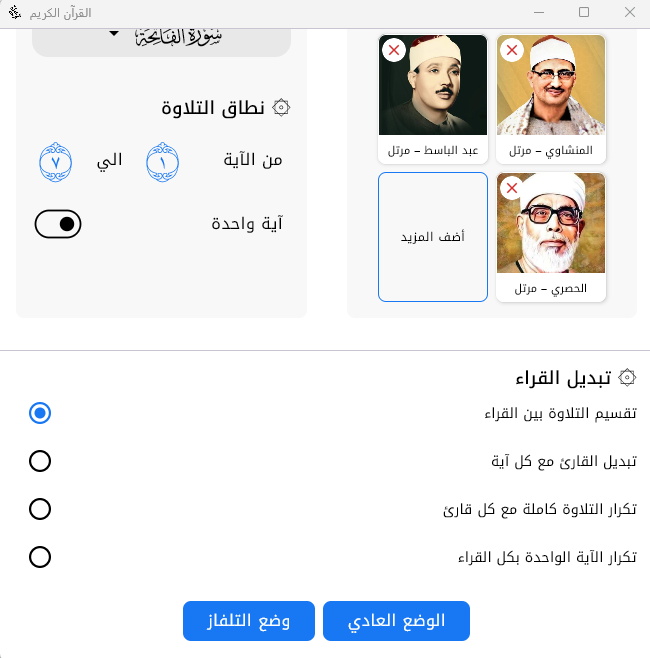 القرآن الكريم
سورة الفاتحة
المنشاوي – مرتل
عبد الباسط – مرتل
الحصري – مرتل
أضف المزيد
نطاق التلاوة
من الآية ١ الي ٧
آية واحدة
تبديل القراء
تقسيم التلاوة بين القراء
تبديل القارئ مع كل آية
تكرار التلاوة كاملة مع كل قارئ
تكرار الآية الواحدة بكل القراء
الوضع العادي
وضع التلفاز